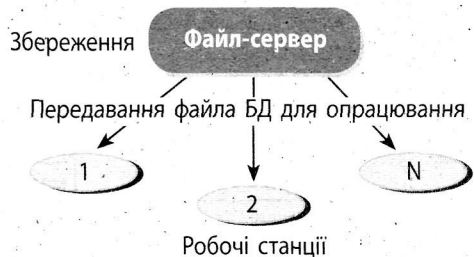 Збереження Файл-сервер
Передавання файла БД для опрацювання
1
N
2
Робочі станції